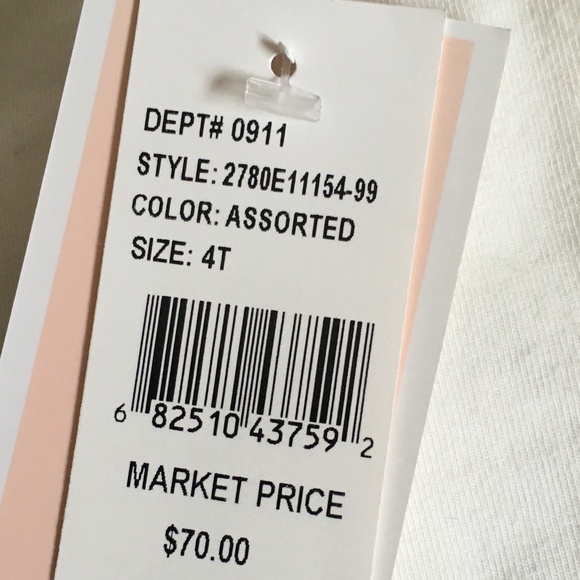 DEPT# 0911
STYLE: 2780E11154-99
COLOR: ASSORTED
SIZE: 4T
6 82510 43759 2
MARKET PRICE
$70.00